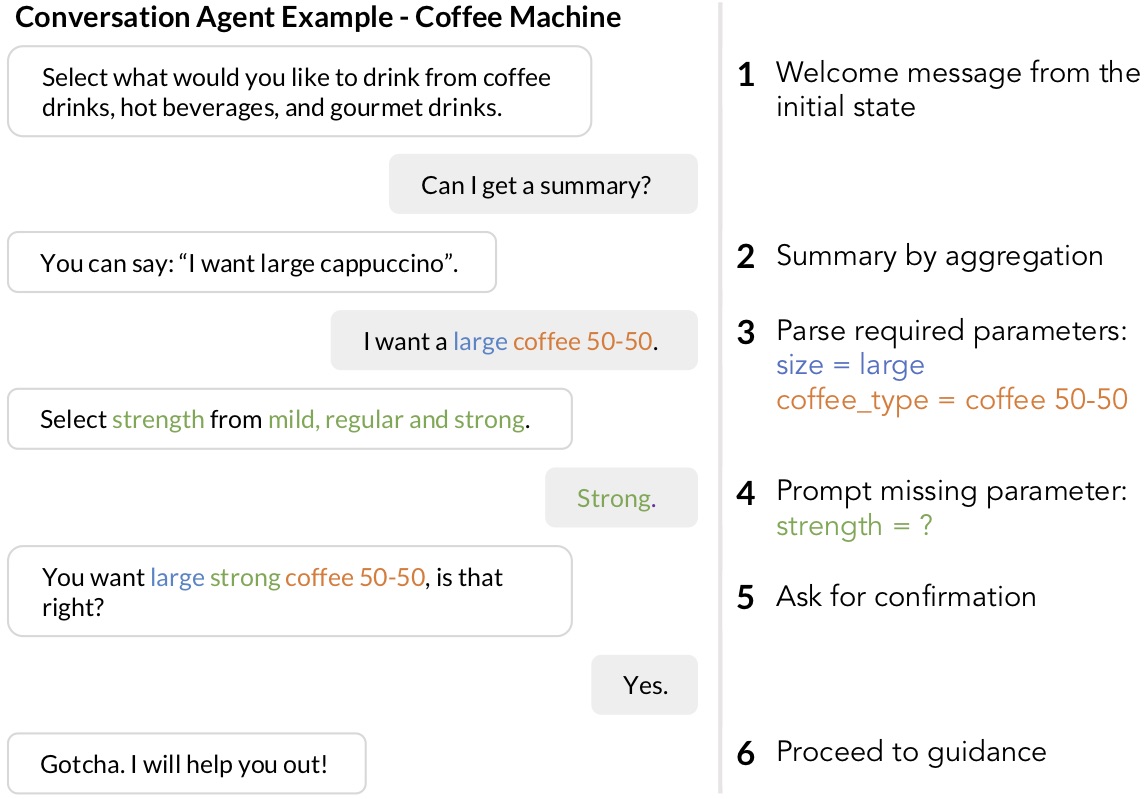 Conversation Agent Example - Coffee Machine
Select what would you like to drink from coffee
drinks, hot beverages, and gourmet drinks.
Can I get a summary?
You can say: “I want large cappuccino”.
I want a large coffee 50-50.
Select strength from mild, regular and strong.
Strong.
You want large strong coffee 50-50, is that
right?
Yes.
Gotcha. I will help you out!
1 Welcome message from the
initial state
2 Summary by aggregation
3 Parse required parameters:
size = large
coffee_type = coffee 50-50
4 Prompt missing parameter:
strength = ?
5 Ask for confirmation
6 Proceed to guidance